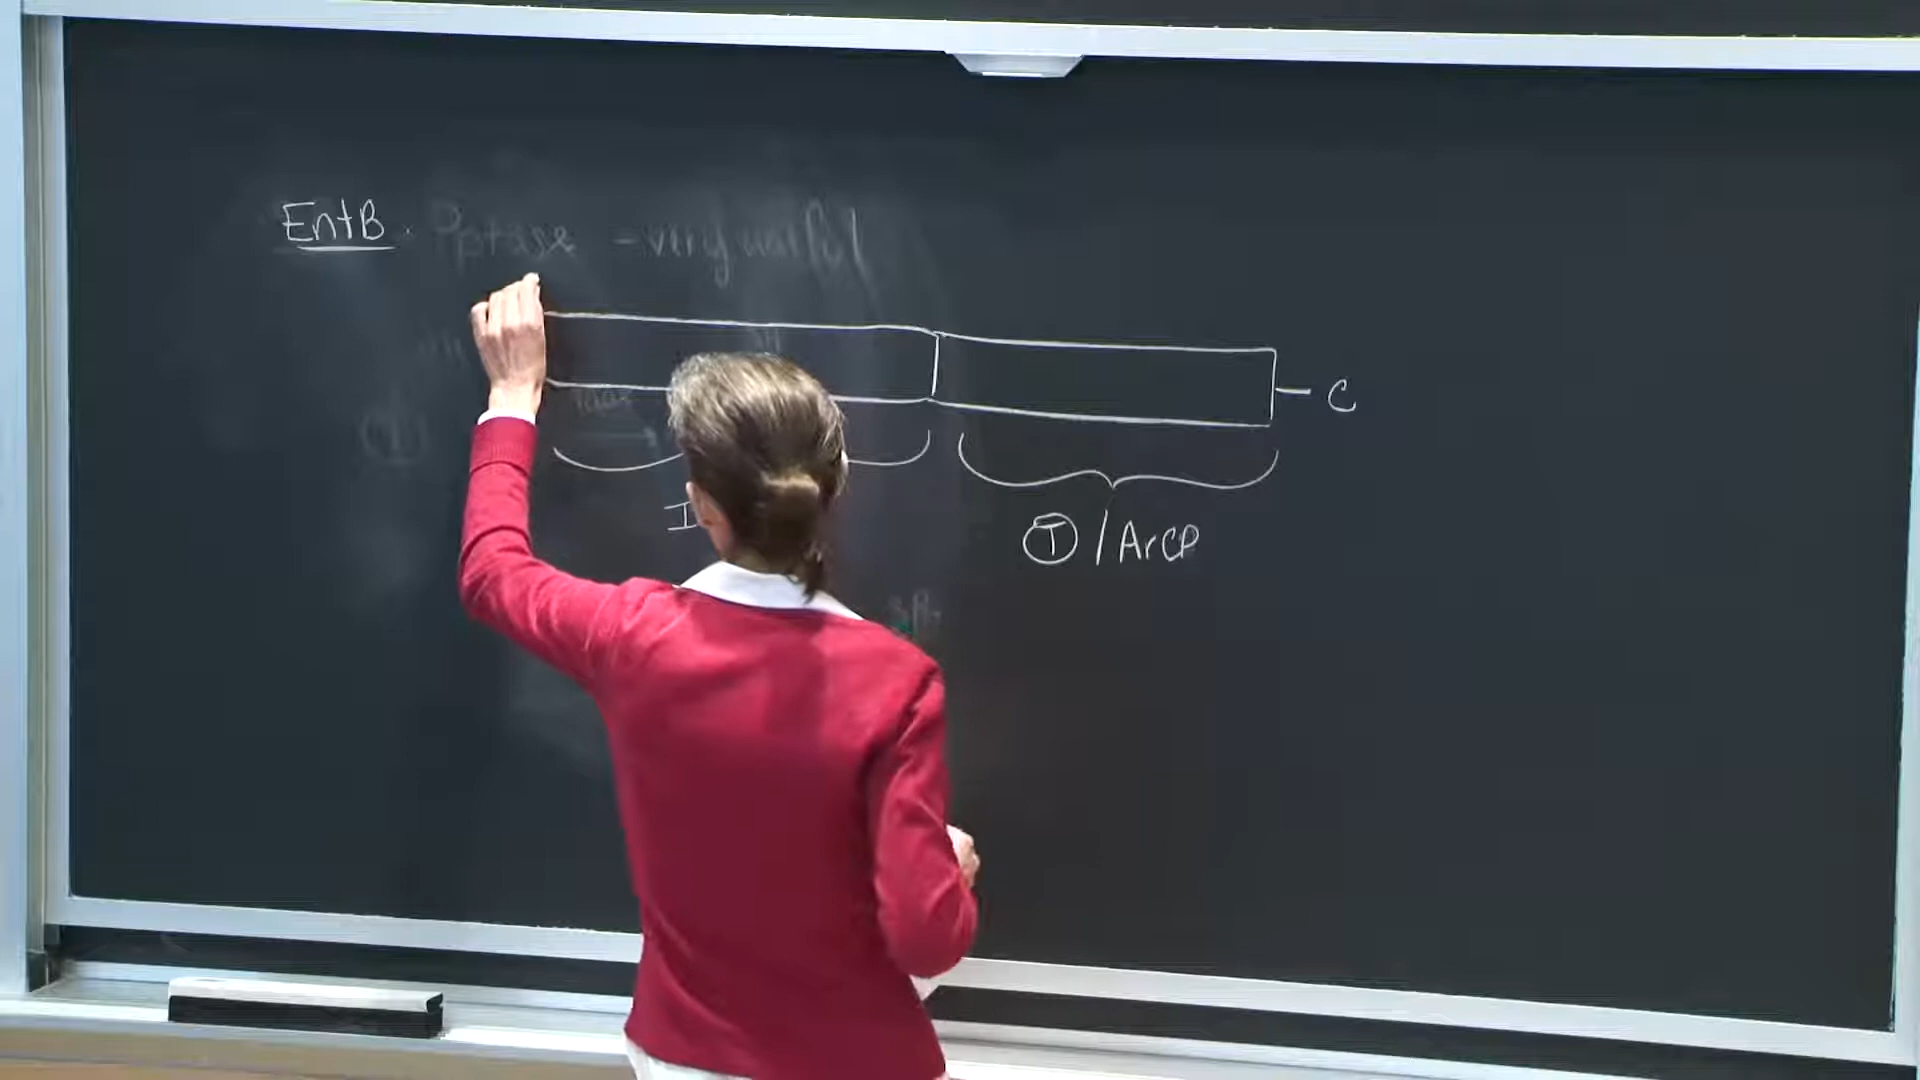 EntB.
Pptase - very useful
C
I
Ⓣ / ArCP